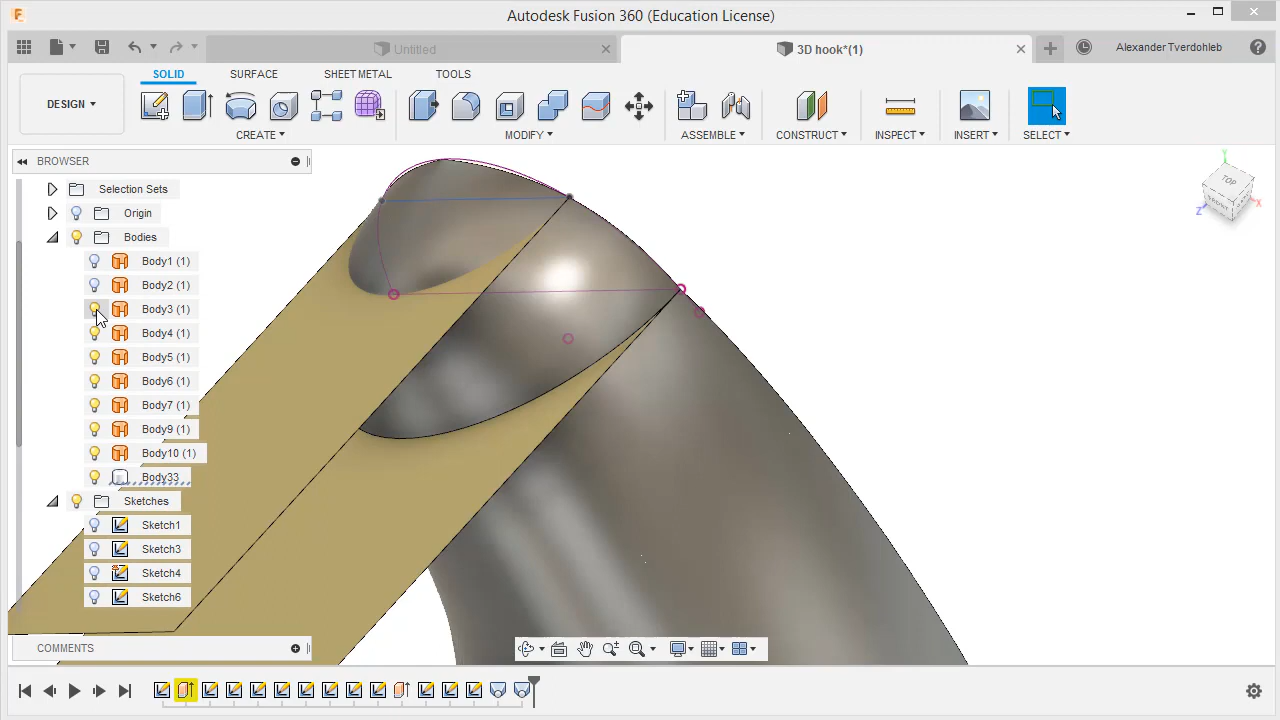 Autodesk Fusion 360 (Education License)
Untitled
3D hook*(1)
Alexander Tverdohleb
DESIGN
SOLID
SURFACE
SHEET METAL
TOOLS
CREATE
MODIFY
ASSEMBLE
CONSTRUCT
INSPECT
INSERT
SELECT
BROWSER
Selection Sets
Origin
Bodies
Body1 (1)
Body2 (1)
Body3 (1)
Body4 (1)
Body5 (1)
Body6 (1)
Body7 (1)
Body9 (1)
Body10 (1)
Body33
Sketches
Sketch1
Sketch3
Sketch4
Sketch6
COMMENTS
Y
TOP
FRONT
Z
X